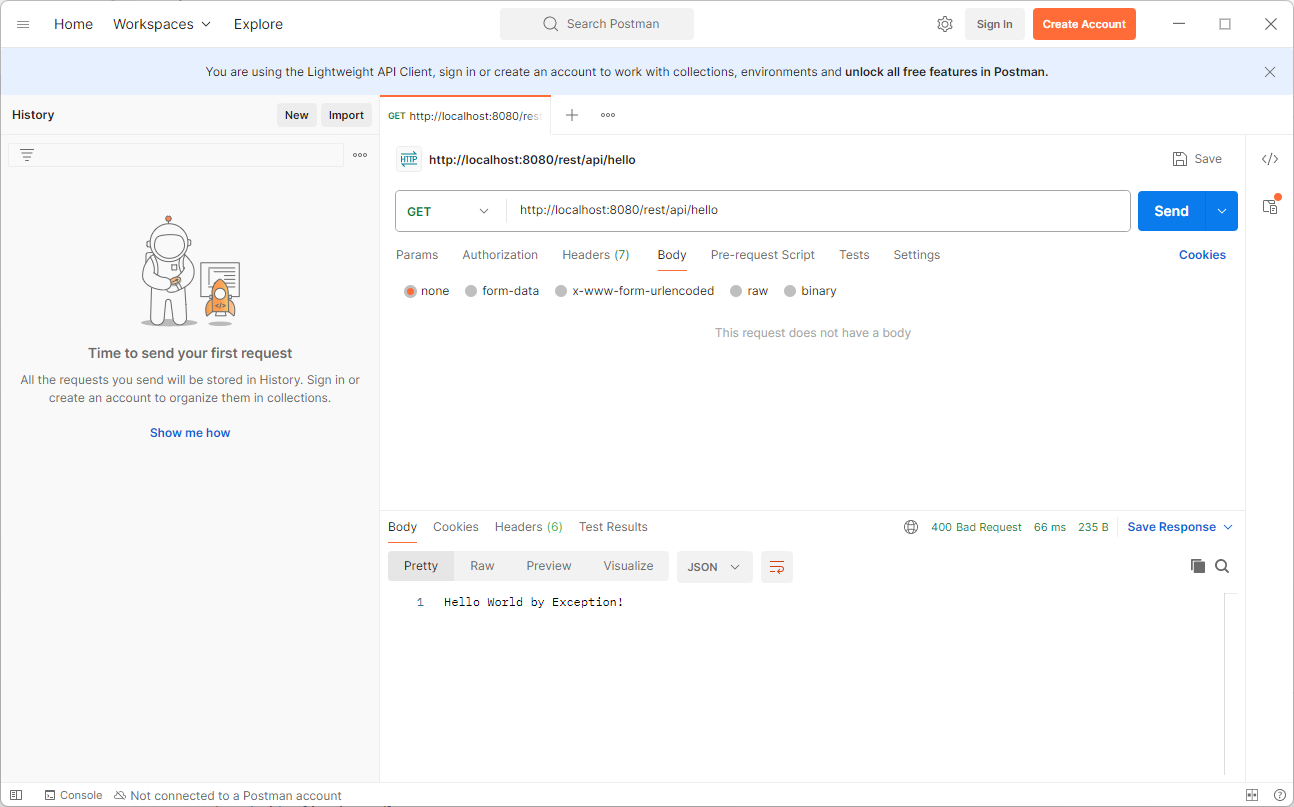 Home Workspaces Explore Search Postman Sign In Create Account
You are using the Lightweight API Client, sign in or create an account to work with collections, environments and unlock all free features in Postman.
History New Import
GET http://localhost:8080/res
HTTP http://localhost:8080/rest/api/hello Save </>
GET http://localhost:8080/rest/api/hello Send
Params Authorization Headers (7) Body Pre-request Script Tests Settings Cookies
none form-data x-www-form-urlencoded raw binary
This request does not have a body
</>
Time to send your first request
All the requests you send will be stored in History. Sign in or
create an account to organize them in collections.
Show me how
Body Cookies Headers (6) Test Results 400 Bad Request 66 ms 235 B Save Response
Pretty Raw Preview Visualize JSON
1 Hello World by Exception!
Console Not connected to a Postman account